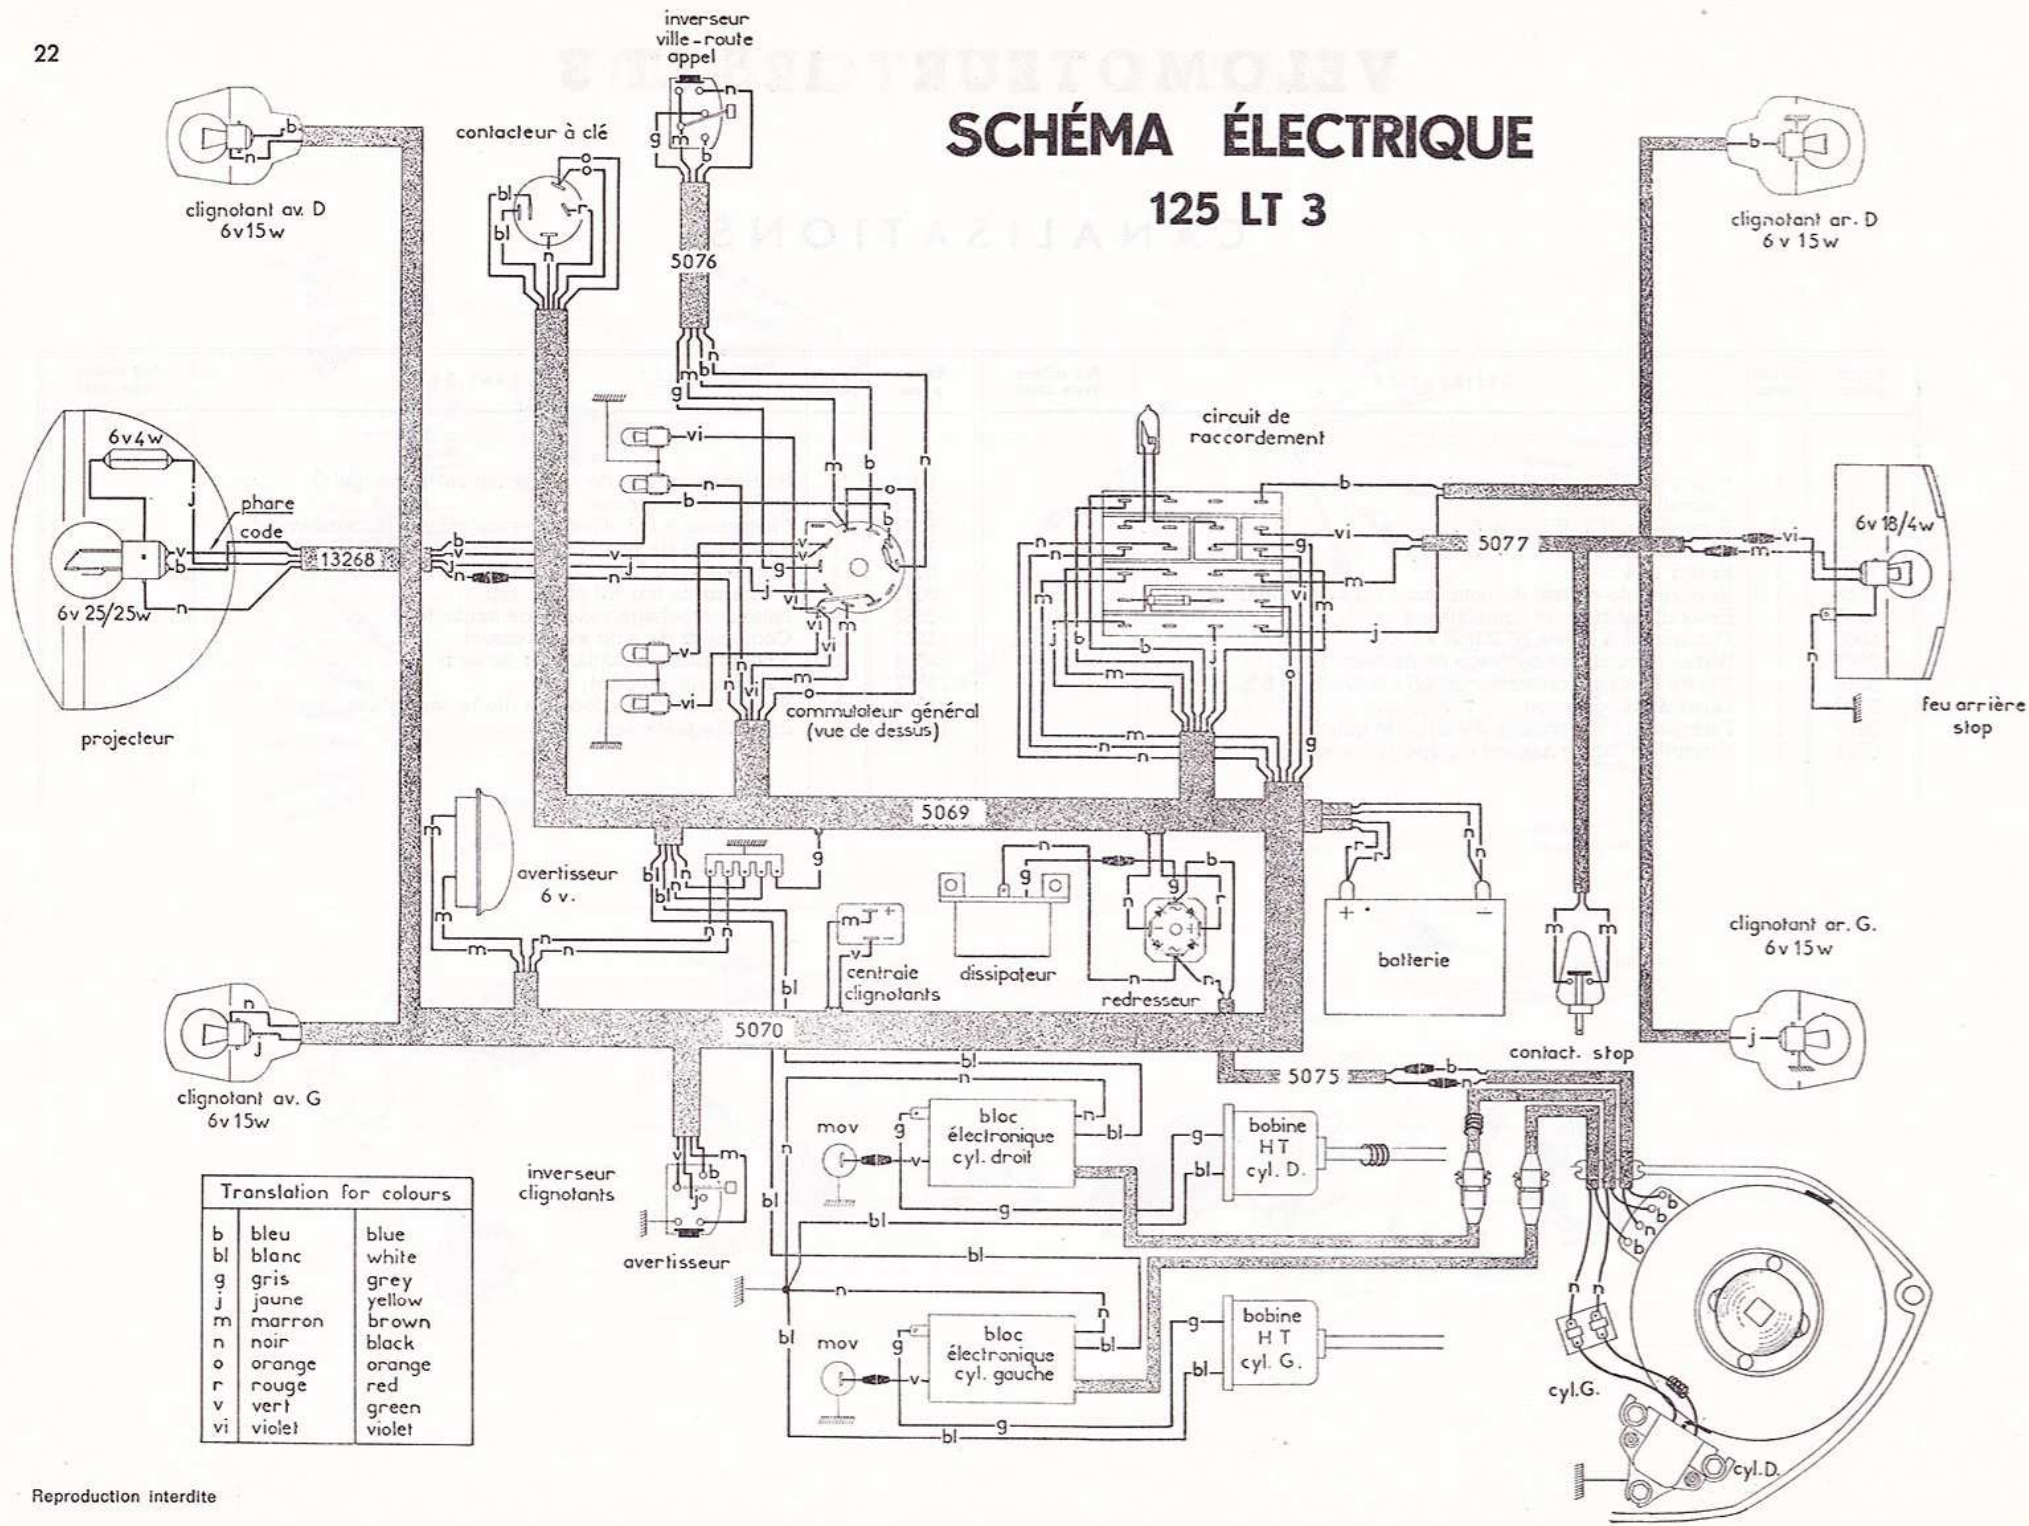 22
inverseur
ville-route
appel
SCHÉMA ÉLECTRIQUE
125 LT 3
contacteur à clé
clignotant av. D
6v15w
clignotant ar. D
6 v 15w
5076
circuit de
raccordement
6v4w
phare
code
13268
6v 25/25w
projecteur
5077
6v 18/4w
feu arrière
stop
commutateur général
(vue de dessus)
5069
avertisseur
6 v.
centrale
clignotants
dissipateur
redresseur
+ -
batterie
clignotant ar. G.
6v15w
contact. stop
5070
5075
clignotant av. G
6v15w
inverseur
clignotants
avertisseur
mov
bloc
électronique
cyl. droit
bobine
HT
cyl. D.
mov
bloc
électronique
cyl. gauche
bobine
HT
cyl. G.
cyl.G.
cyl.D.
Translation for colours
b bleu blue
bl blanc white
g gris grey
j jaune yellow
m marron brown
n noir black
o orange orange
r rouge red
v vert green
vi violet violet
Reproduction interdite